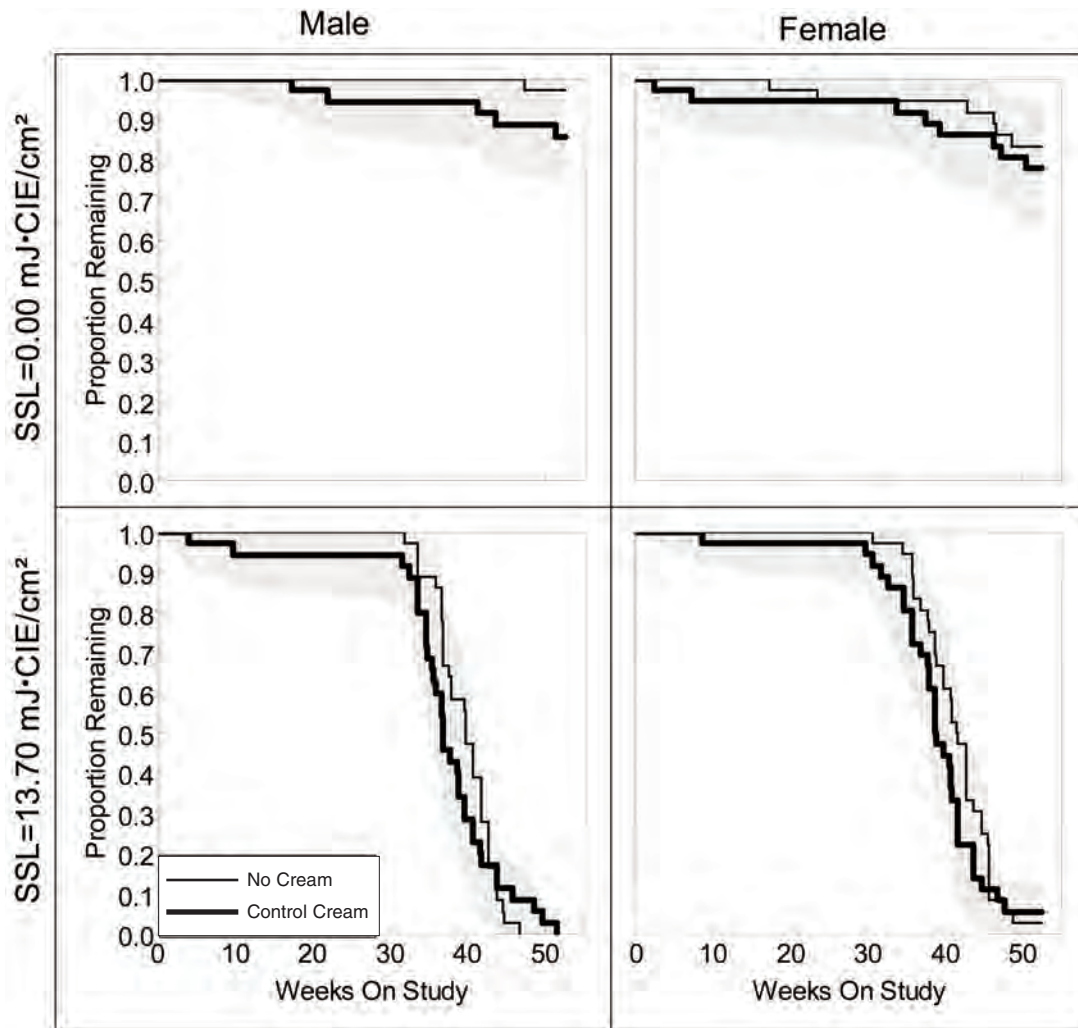 Male
Female
SSL=0.00 mJ•CIE/cm²
Proportion Remaining
1.0
0.9
0.8
0.7
0.6
0.5
0.4
0.3
0.2
0.1
0.0
SSL=13.70 mJ•CIE/cm²
Proportion Remaining
1.0
0.9
0.8
0.7
0.6
0.5
0.4
0.3
0.2
0.1
0.0
No Cream
Control Cream
0 10 20 30 40 50
0 10 20 30 40 50
Weeks On Study
Weeks On Study